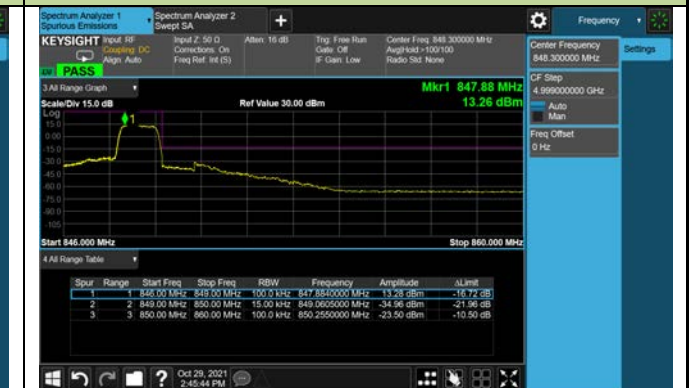 Spectrum Analyzer 1
Spurious Emissions
Spectrum Analyzer 2
Swept SA
+
Frequency
KEYSIGHT
Input: RF
Coupling: DC
Align: Auto
Input Z: 50 Ω
Corrections: On
Freq Ref: Int (S)
Atten: 16 dB
Trig: Free Run
Gate: Off
IF Gain: Low
Center Freq: 848.300000 MHz
Avg|Hold:>100/100
Radio Std: None
PASS
Center Frequency
848.300000 MHz
Settings
CF Step
4.999000000 GHz
Auto
Man
Freq Offset
0 Hz
3 All Range Graph
Mkr1 847.88 MHz
Scale/Div 15.0 dB
Ref Value 30.00 dBm
13.26 dBm
Log
15.0
0.00
-15.0
-30.0
-45.0
-60.0
-75.0
-90.0
-105
1
Start 846.000 MHz
Stop 860.000 MHz
4 All Range Table
Spur Range Start Freq Stop Freq RBW Frequency Amplitude ΔLimit
1 1 846.00 MHz 849.00 MHz 100.0 kHz 847.8840000 MHz 13.28 dBm -16.72 dB
2 2 849.00 MHz 850.00 MHz 15.00 kHz 849.0605000 MHz -34.96 dBm -21.96 dB
3 3 850.00 MHz 860.00 MHz 100.0 kHz 850.2550000 MHz -23.50 dBm -10.50 dB
?
Oct 29, 2021
2:45:44 PM